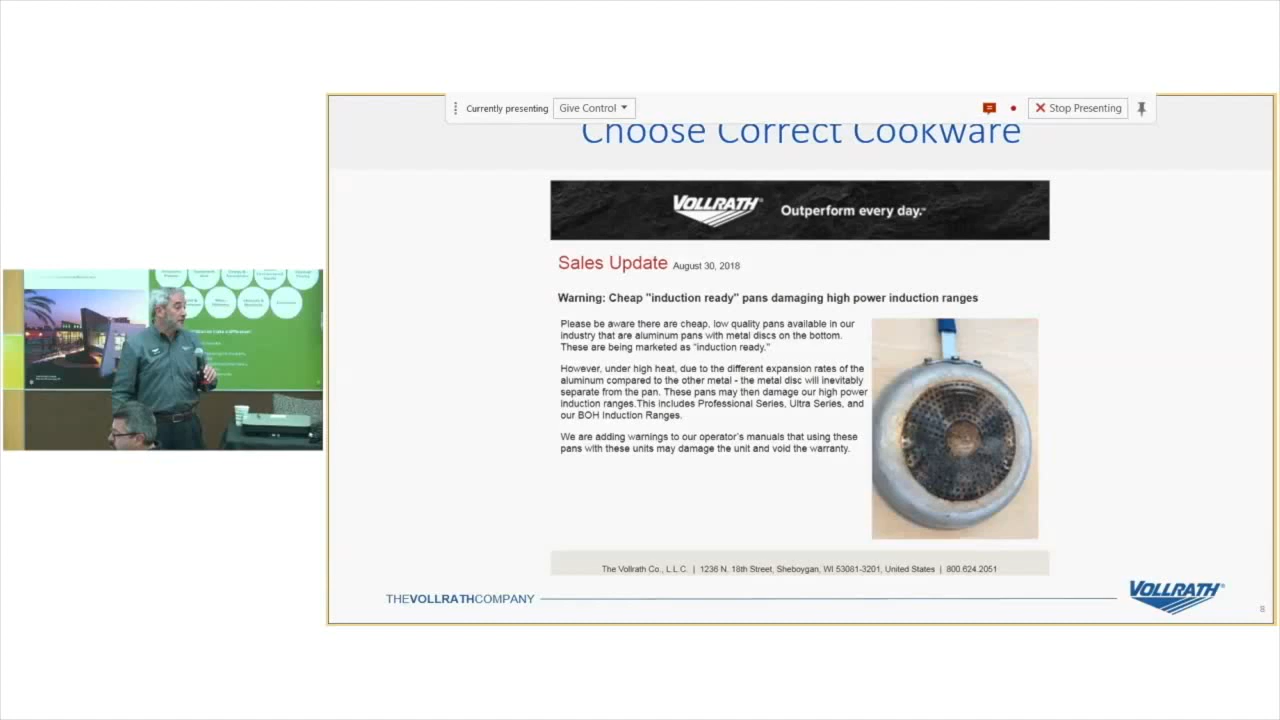 Currently presenting
Give Control
Stop Presenting
Choose Correct Cookware
VOLLRATH
Outperform every day.™
Sales Update August 30, 2018
Warning: Cheap "induction ready" pans damaging high power induction ranges
Please be aware there are cheap, low quality pans available in our
industry that are aluminum pans with metal discs on the bottom.
These are being marketed as "induction ready."
However, under high heat, due to the different expansion rates of the
aluminum compared to the other metal - the metal disc will inevitably
separate from the pan. These pans may then damage our high power
induction ranges.This includes Professional Series, Ultra Series, and
our BOH Induction Ranges.
We are adding warnings to our operator's manuals that using these
pans with these units may damage the unit and void the warranty.
The Vollrath Co., L.L.C. | 1236 N. 18th Street, Sheboygan, WI 53081-3201, United States | 800.624.2051
THEVOLLRATHCOMPANY
VOLLRATH®
8